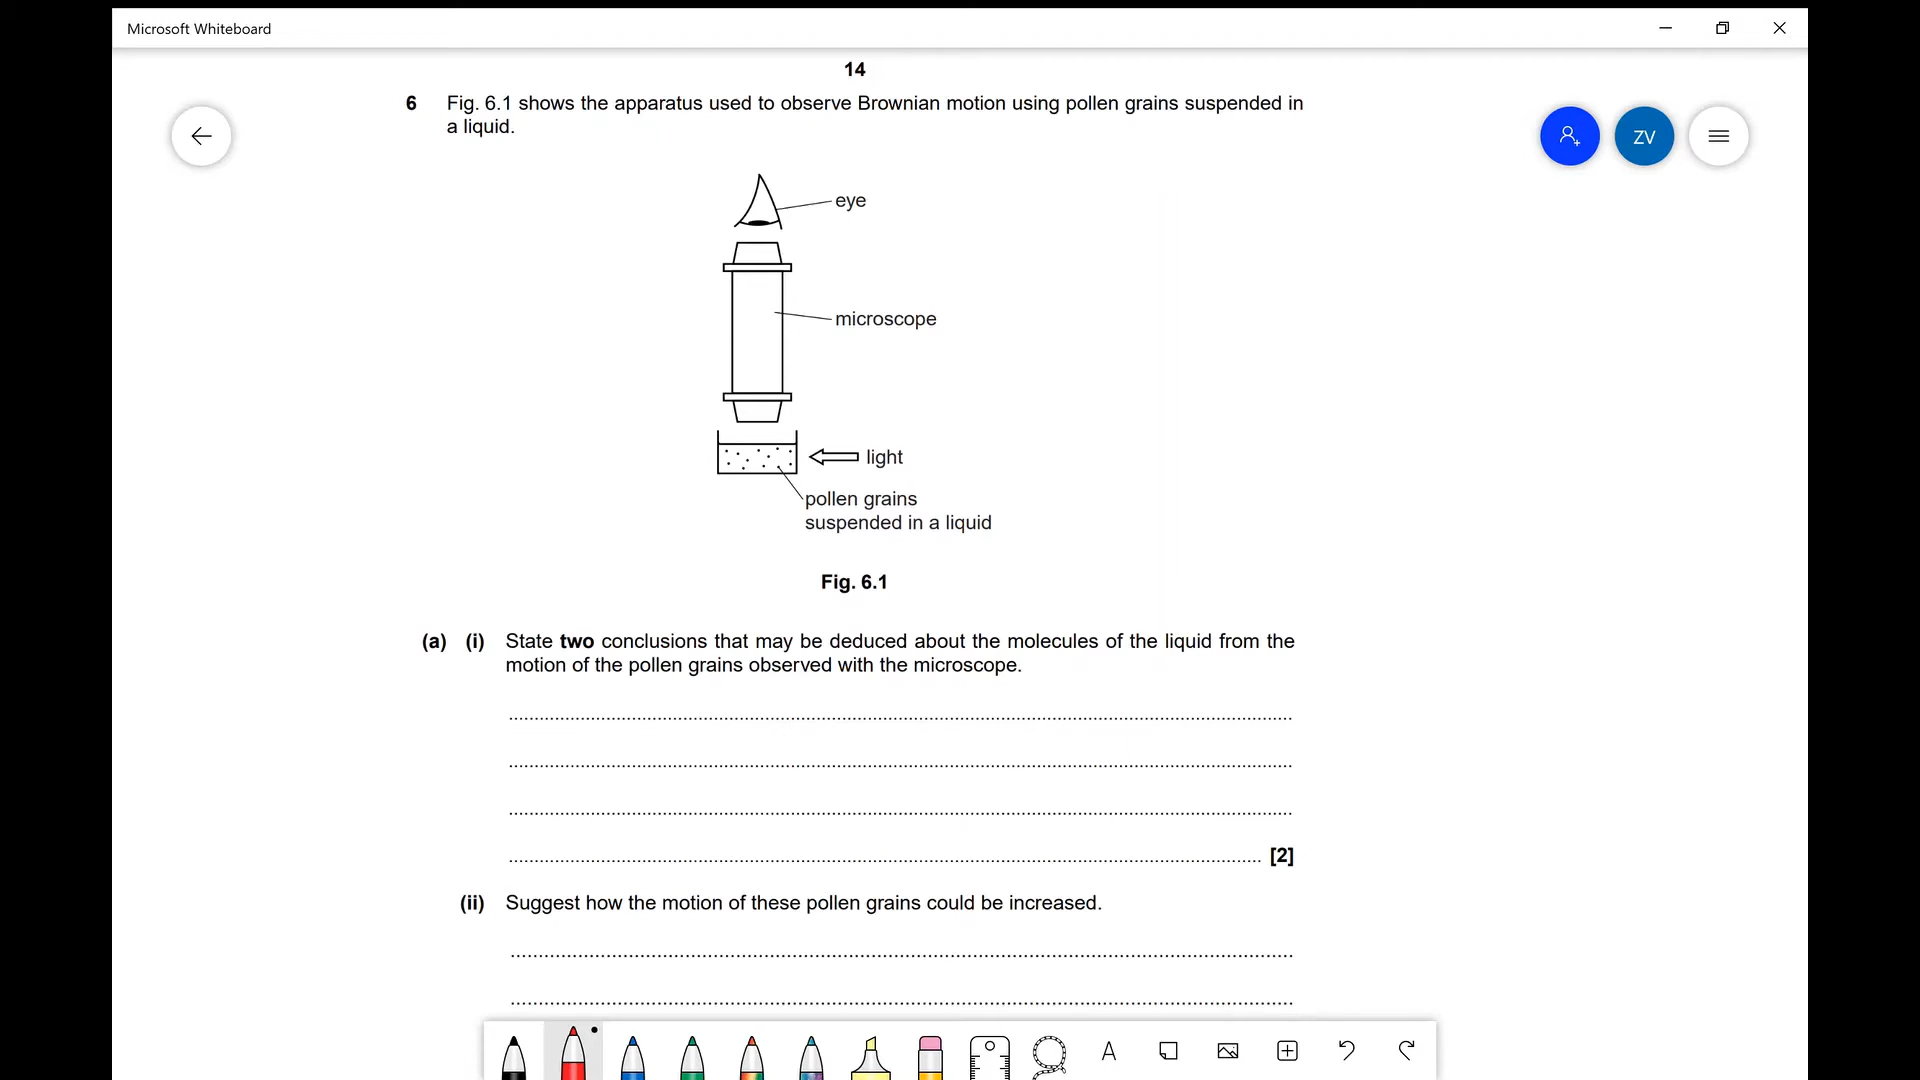 Microsoft Whiteboard
14
6 Fig. 6.1 shows the apparatus used to observe Brownian motion using pollen grains suspended in
a liquid.
ZV
eye
microscope
light
pollen grains
suspended in a liquid
Fig. 6.1
(a) (i) State two conclusions that may be deduced about the molecules of the liquid from the
motion of the pollen grains observed with the microscope.
[2]
(ii) Suggest how the motion of these pollen grains could be increased.